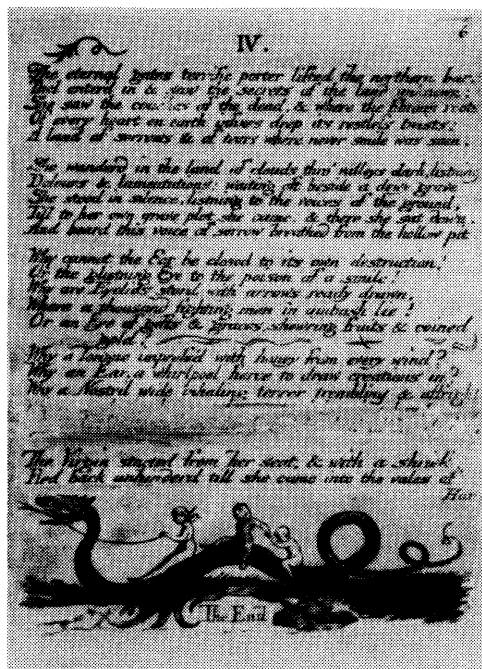 6
IV.
The eternal gates terrific porter lifted the northern bar:
Thel enter'd in & saw the secrets of the land unknown;
She saw the couches of the dead, & where the fibrous roots
Of every heart on earth infixes deep its restless twists:
A land of sorrows & of tears where never smile was seen.
She wanderd in the land of clouds thro' valleys dark, listning
Dolours & lamentations: waiting oft beside a dewy grave
She stood in silence, listning to the voices of the ground,
Till to her own grave plot she came, & there she sat down.
And heard this voice of sorrow breathed from the hollow pit.
Why cannot the Ear be closed to its own destruction?
Or the glistning Eye to the poison of a smile!
Why are Eyelids stord with arrows ready drawn,
Where a thousand fighting men in ambush lie?
Or an Eye of gifts & graces, show'ring fruits & coined
gold!
Why a Tongue impress'd with honey from every wind?
Why an Ear, a whirlpool fierce to draw creations in?
Why a Nostril wide inhaling terror trembling & affright
The Virgin started from her seat, & with a shriek
Fled back unhinderd till she came into the vales of
Har
The End